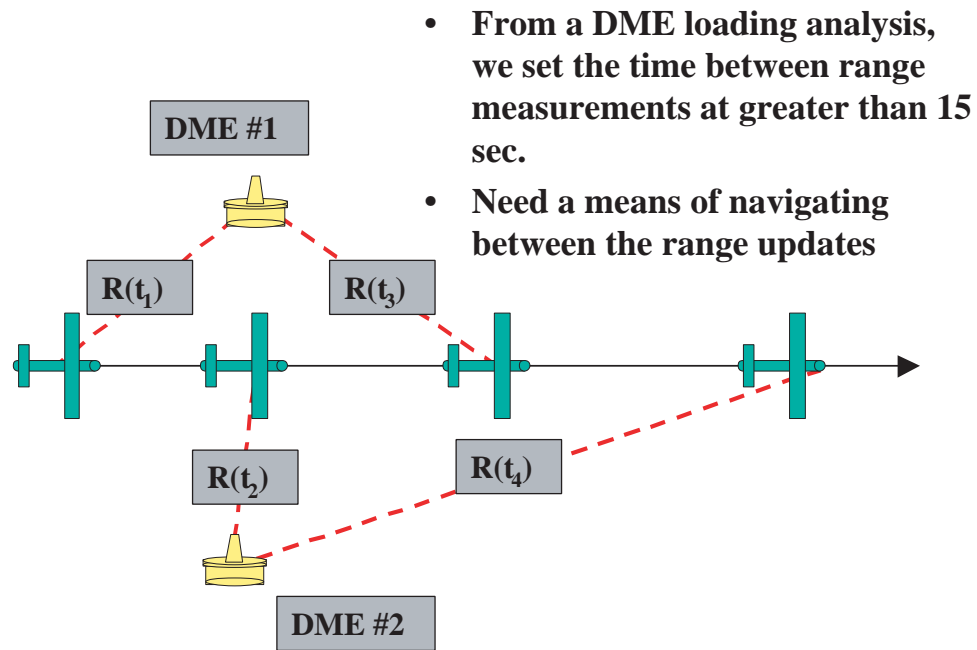 • From a DME loading analysis,
we set the time between range
measurements at greater than 15
sec.
• Need a means of navigating
between the range updates
DME #1
R(t₁)
R(t₃)
R(t₂)
R(t₄)
DME #2